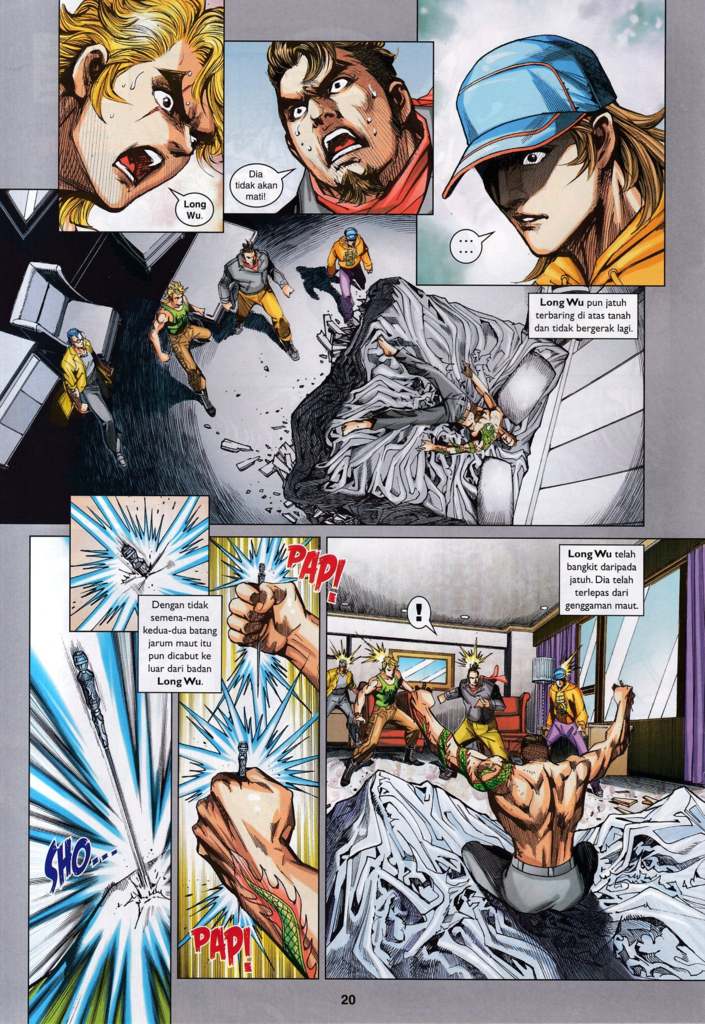 Long
Wu.
Dia
tidak akan
mati!
...
...
Long Wu pun jatuh
terbaring di atas tanah
dan tidak bergerak lagi.
Dengan tidak
semena-mena
kedua-dua batang
jarum maut itu
pun dicabut ke
luar dari badan
Long Wu.
PAP!
SHO...
PAP!
!
Long Wu telah
bangkit daripada
jatuh. Dia telah
terlepas dari
genggaman maut.
20